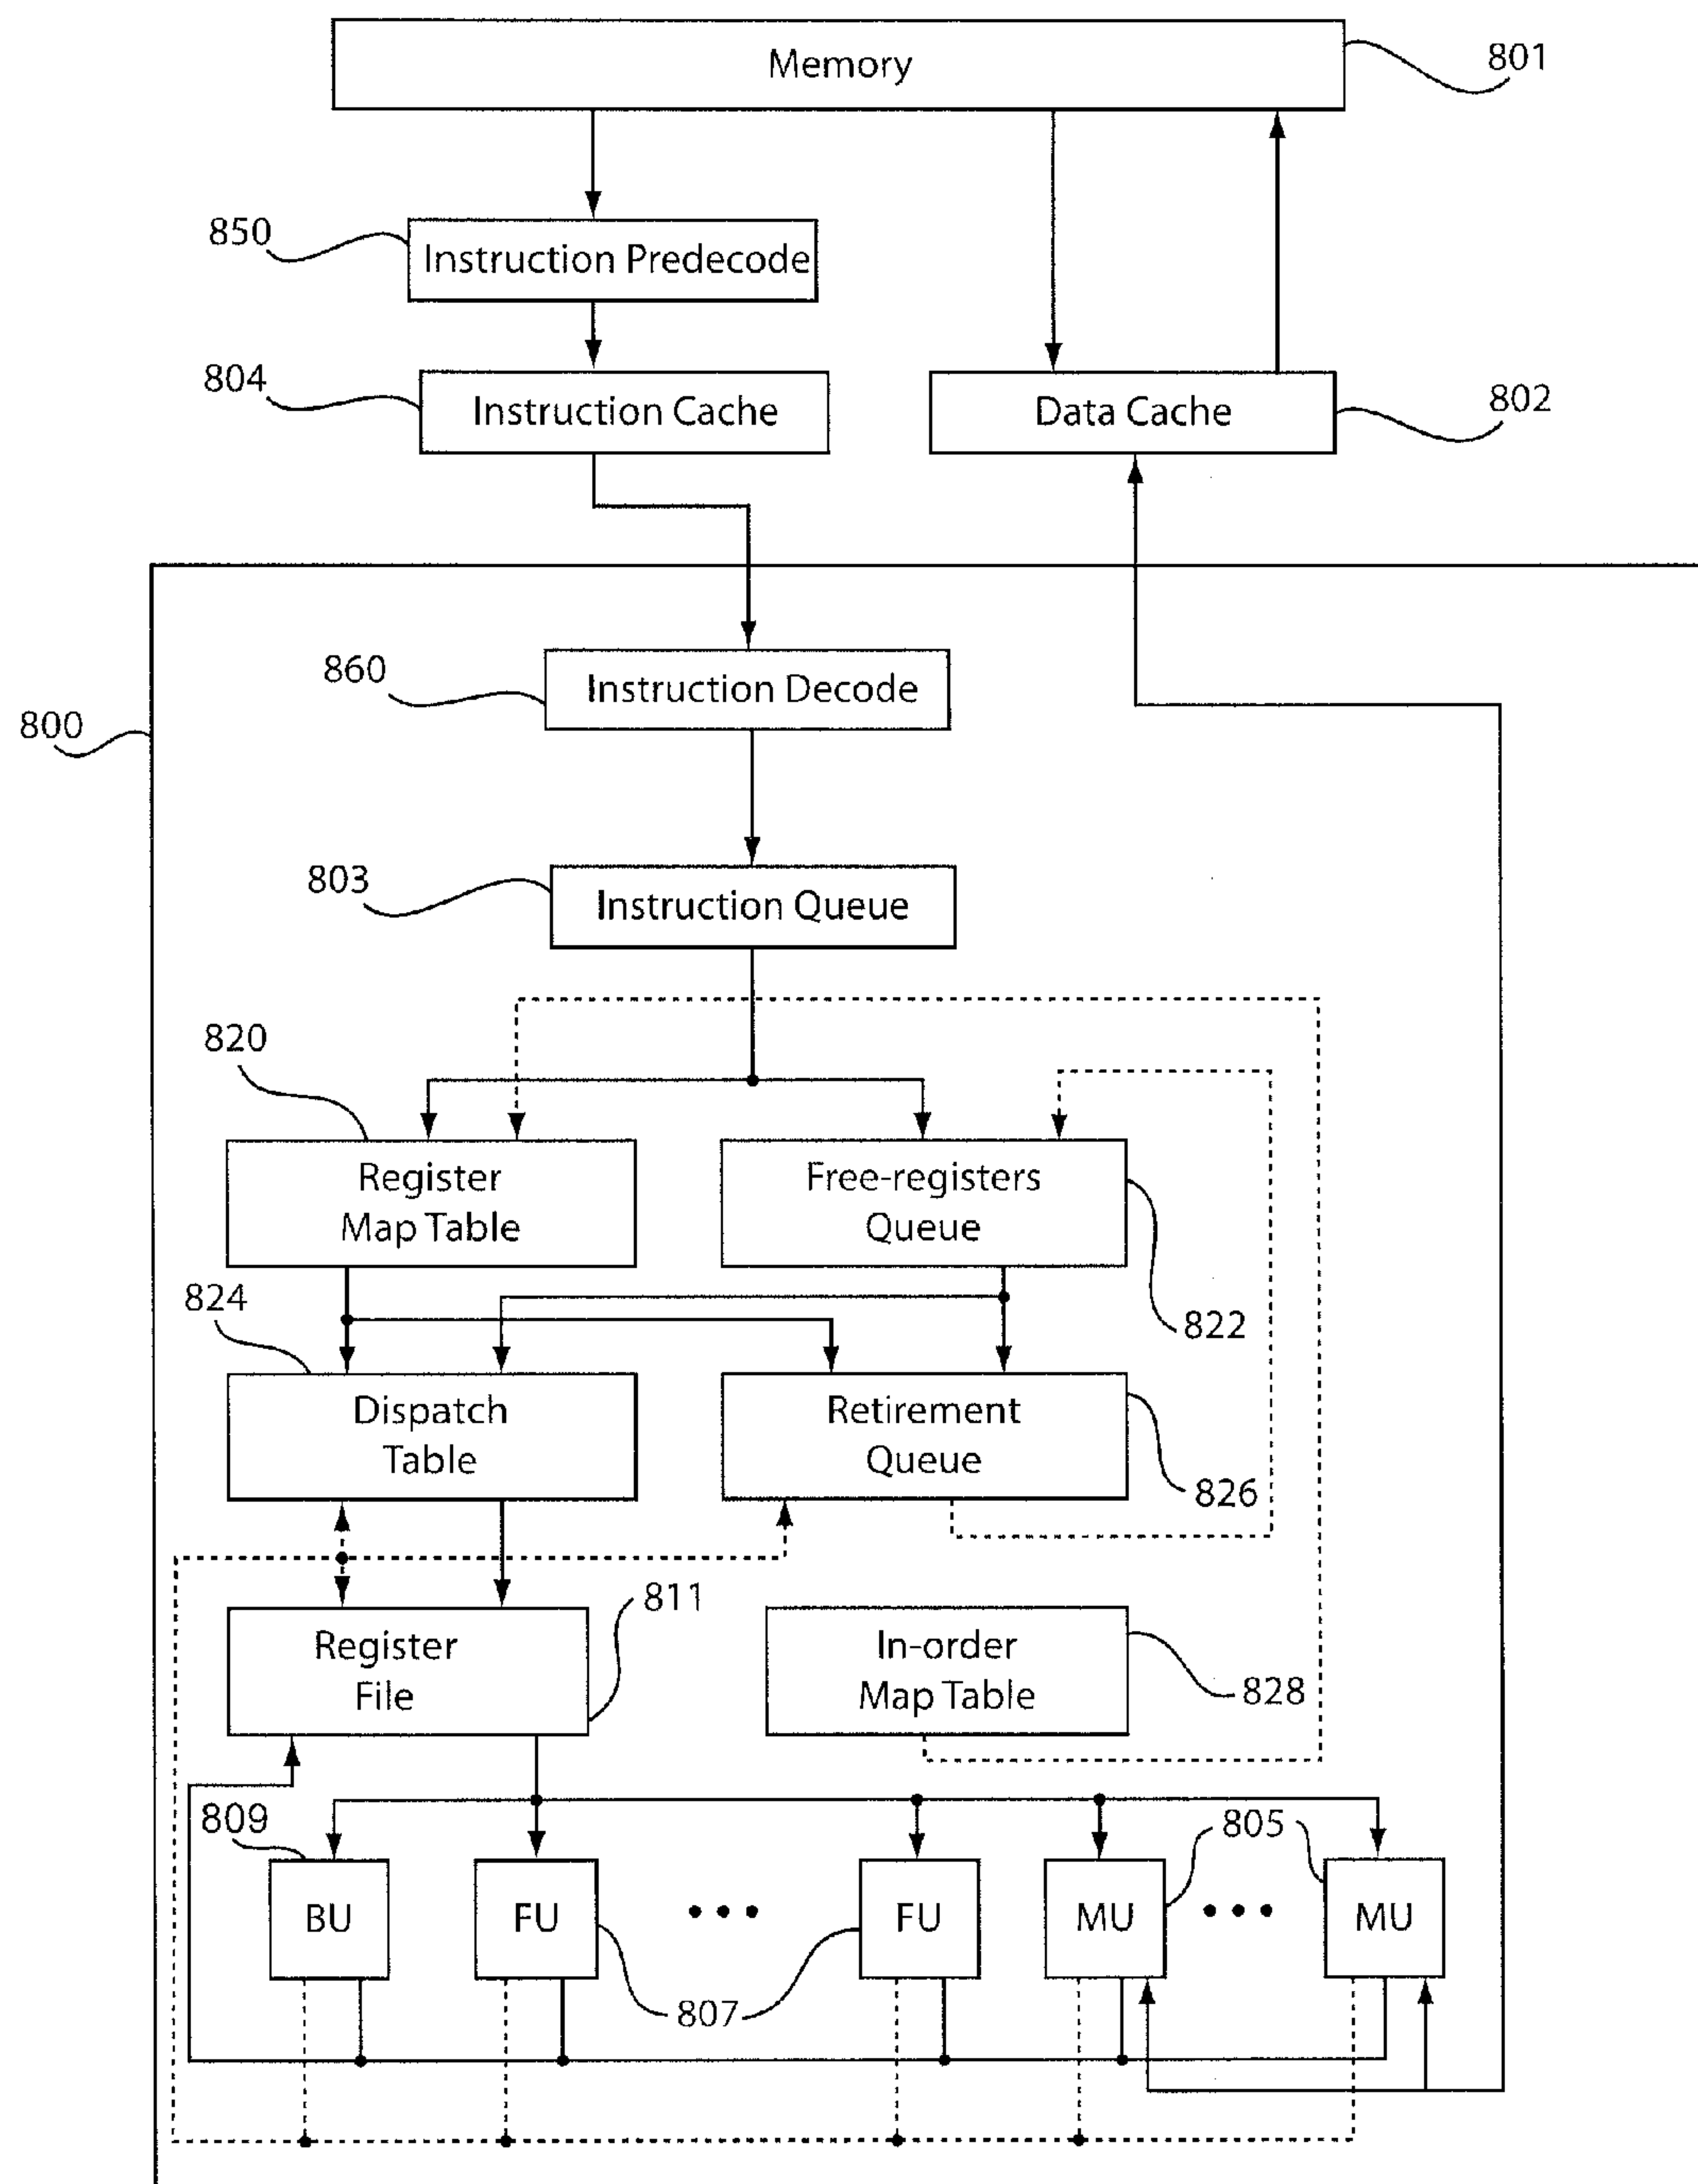 Memory
801
850
Instruction Predecode
804
Instruction Cache
Data Cache
802
860
Instruction Decode
800
803
Instruction Queue
820
Register
Map Table
Free-registers
Queue
822
824
Dispatch
Table
Retirement
Queue
826
811
Register
File
In-order
Map Table
828
809
805
BU
FU
FU
MU
MU
807